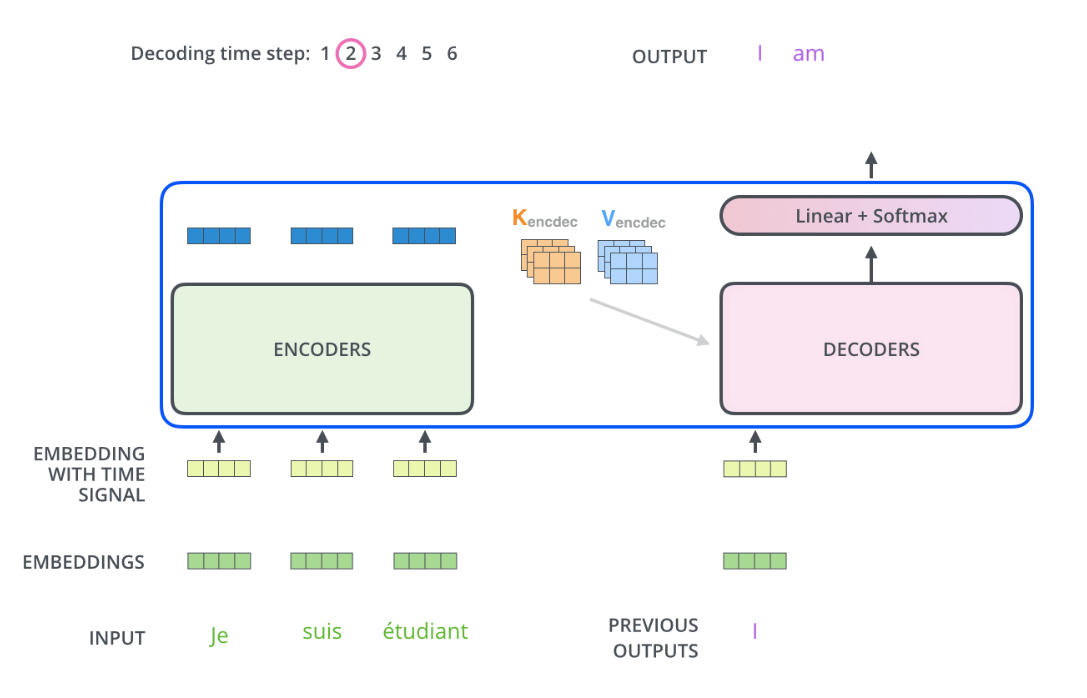 Decoding time step: 1 2 3 4 5 6
OUTPUT I am
Kencdec Vencdec
Linear + Softmax
ENCODERS
DECODERS
EMBEDDING
WITH TIME
SIGNAL
EMBEDDINGS
INPUT Je suis étudiant
PREVIOUS
OUTPUTS
I